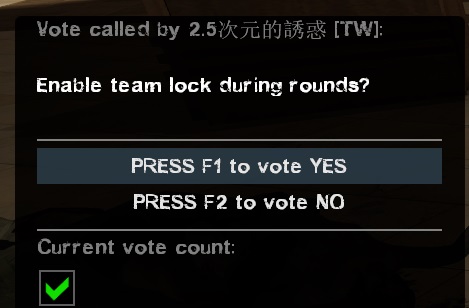 Vote called by 2.5次元的誘惑 [TW]:
Enable team lock during rounds?
PRESS F1 to vote YES
PRESS F2 to vote NO
Current vote count: